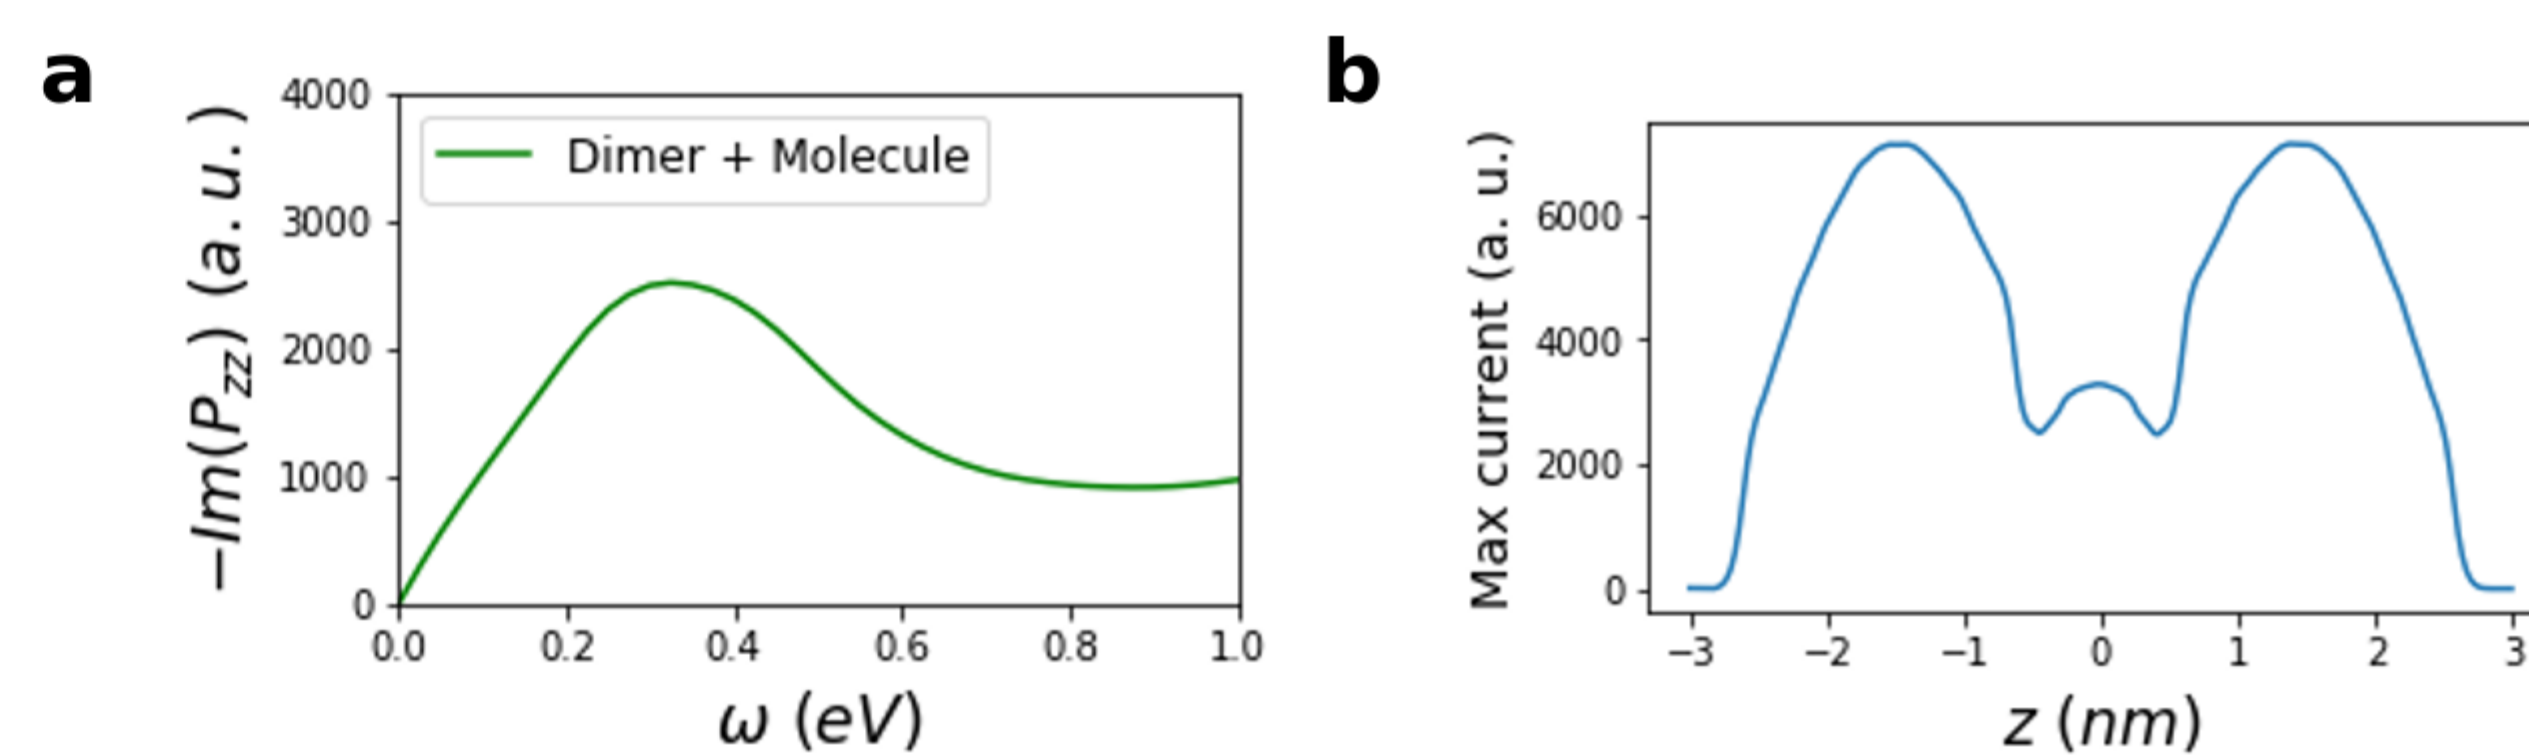 a
−Im(P_zz) (a.u.)
4000
3000
2000
1000
0
Dimer + Molecule
0.0 0.2 0.4 0.6 0.8 1.0
ω (eV)
b
Max current (a. u.)
6000
4000
2000
0
−3 −2 −1 0 1 2 3
z (nm)